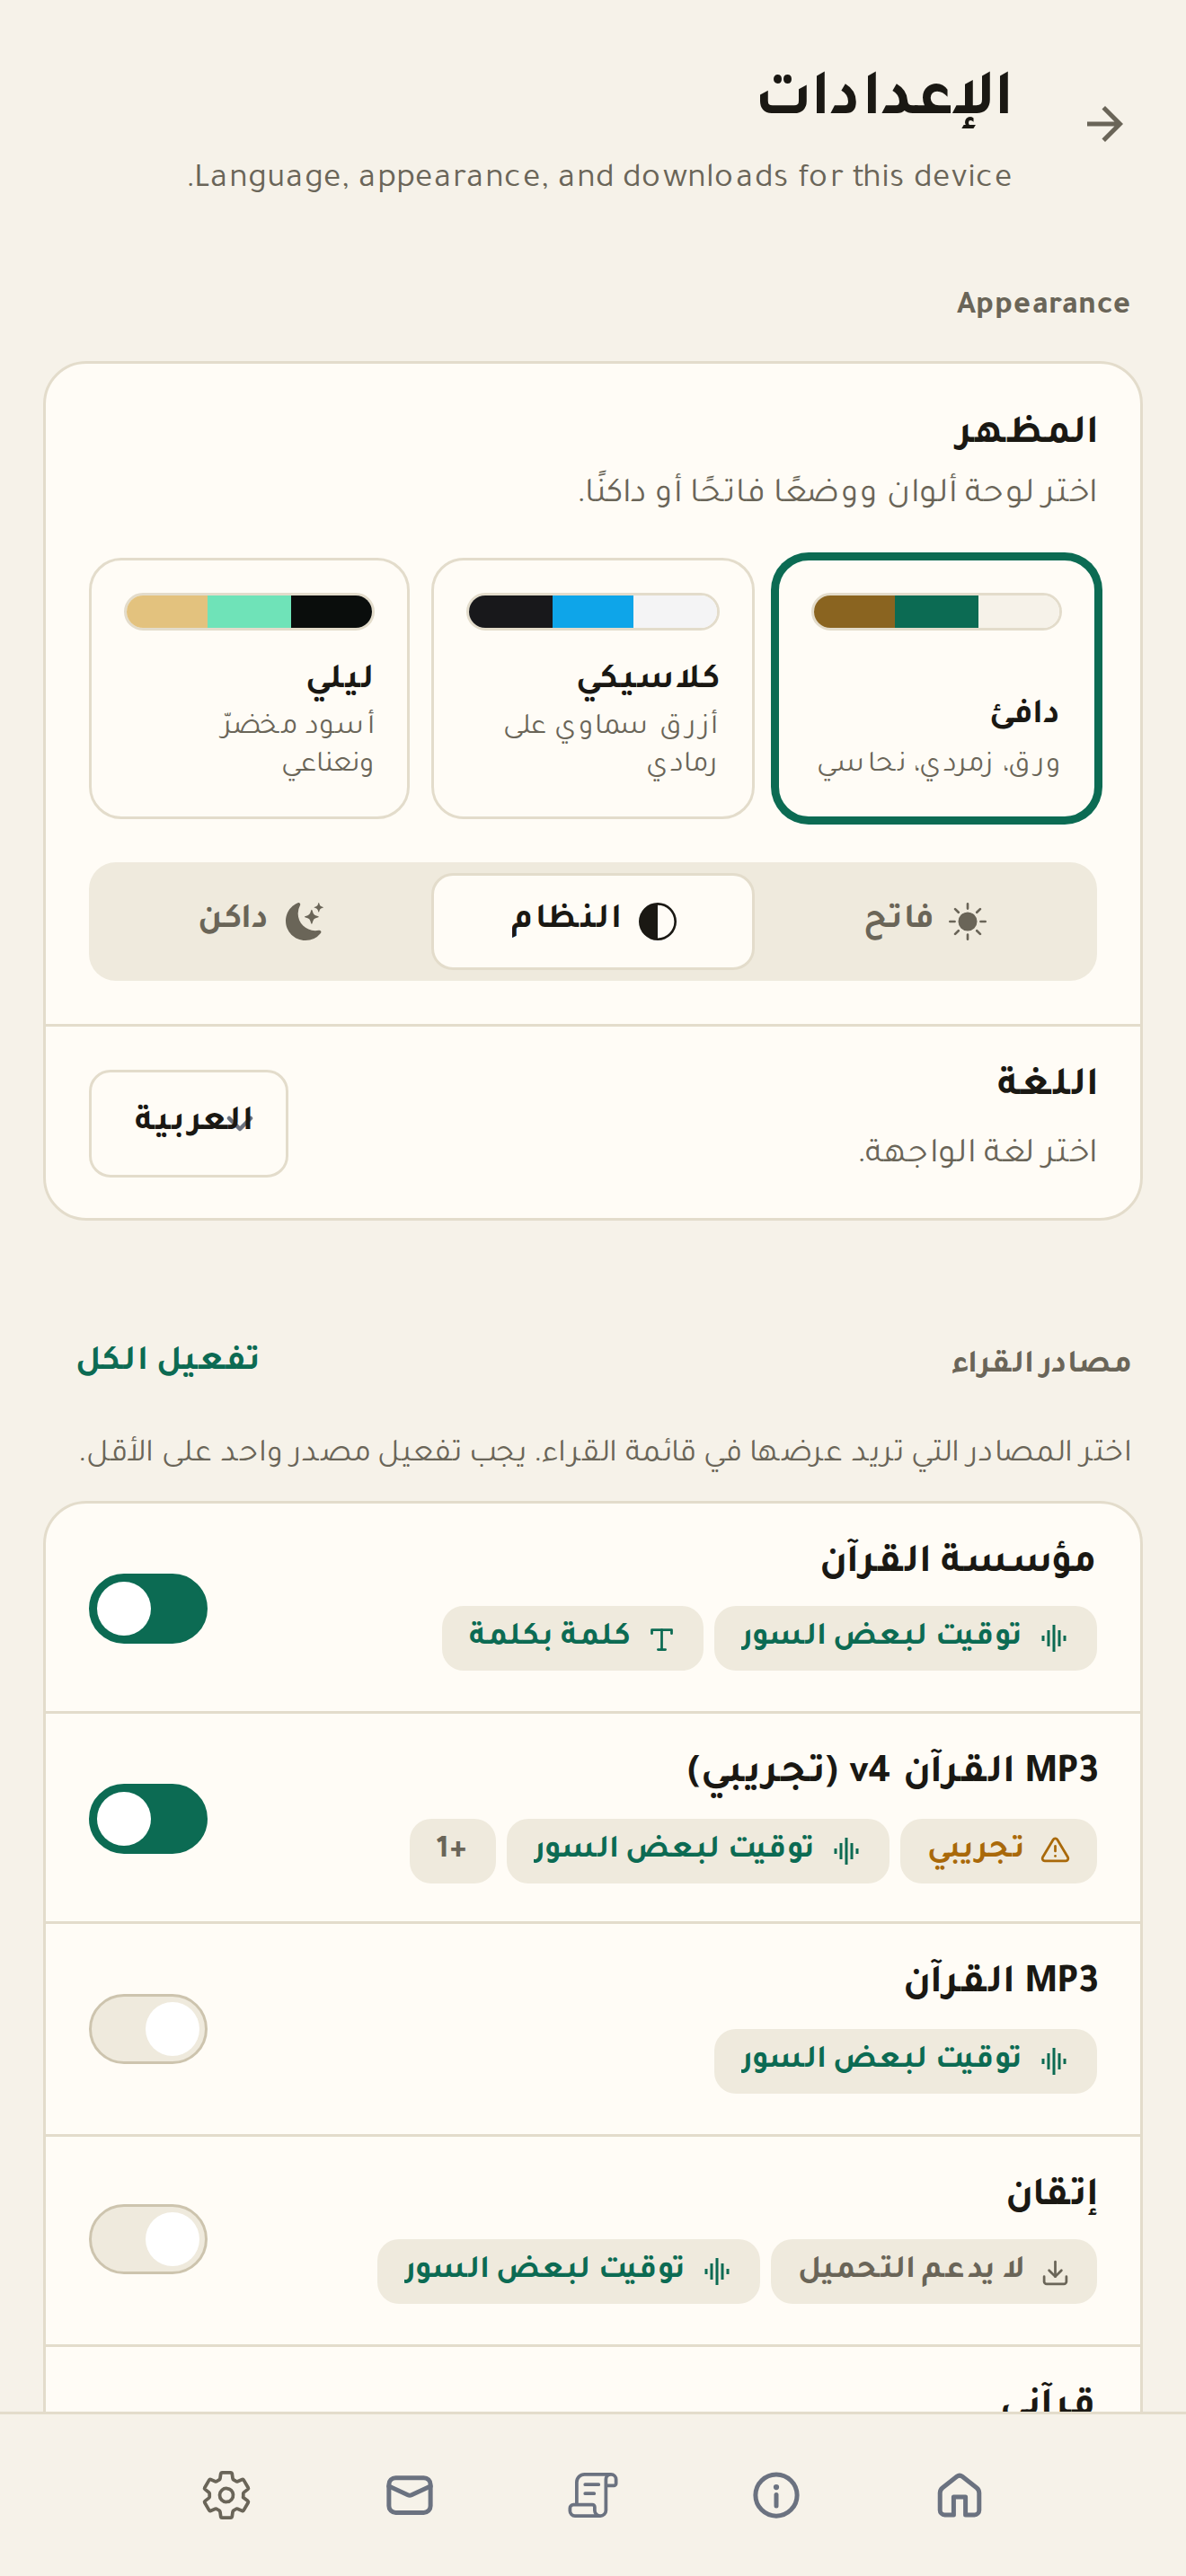 الإعدادات
Language, appearance, and downloads for this device.
Appearance
المظهر
اختر لوحة ألوان ووضعًا فاتحًا أو داكنًا.
دافئ
ورق، زمردي، نحاسي
كلاسيكي
أزرق سماوي على
رمادي
ليلي
أسود مخضرّ
ونعناعي
فاتح
النظام
داكن
اللغة
اختر لغة الواجهة.
العربية
مصادر القراء
تفعيل الكل
اختر المصادر التي تريد عرضها في قائمة القراء. يجب تفعيل مصدر واحد على الأقل.
مؤسسة القرآن
توقيت لبعض السور
كلمة بكلمة
MP3 القرآن v4 (تجريبي)
تجريبي
توقيت لبعض السور
+1
MP3 القرآن
توقيت لبعض السور
إتقان
لا يدعم التحميل
توقيت لبعض السور
قرآني